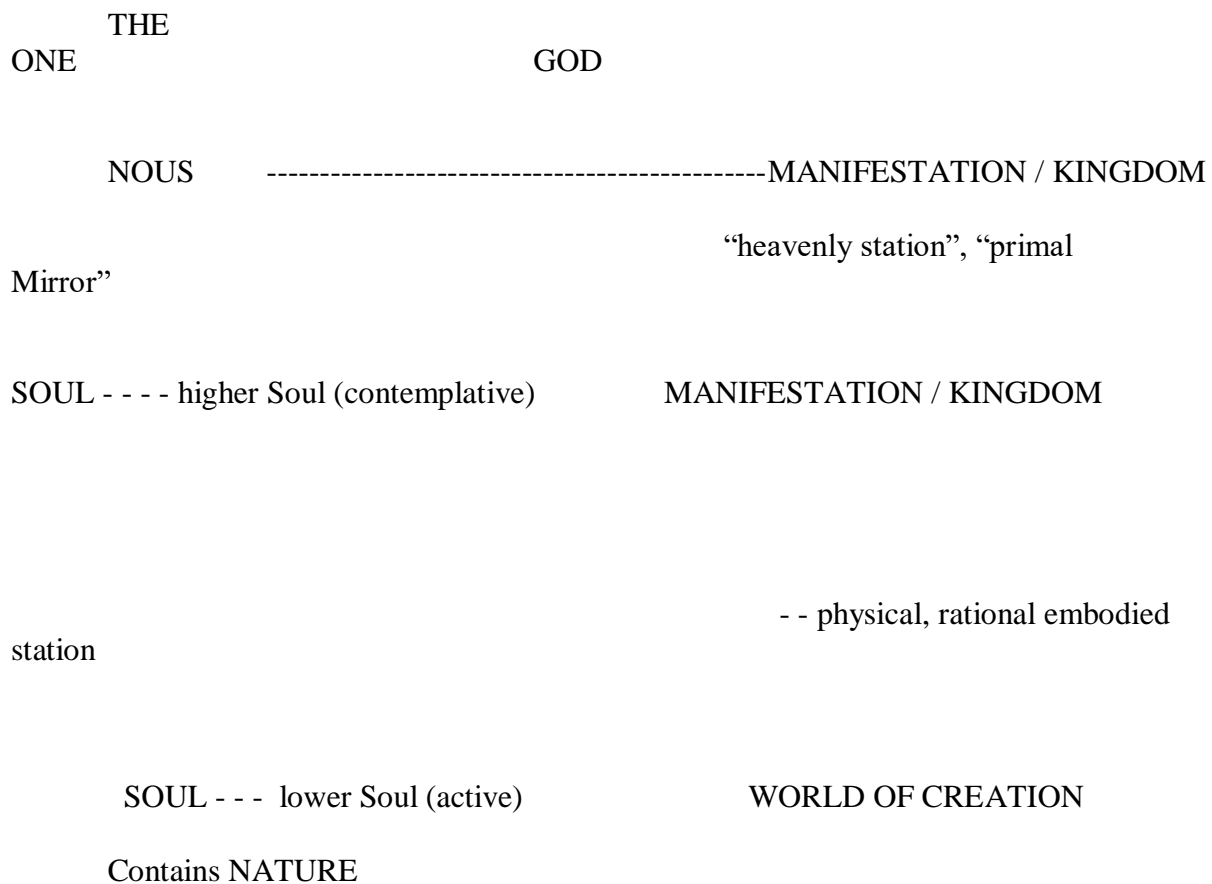 THE
ONE GOD
NOUS -----------------------------------------------MANIFESTATION / KINGDOM
“heavenly station”, “primal
Mirror”
SOUL - - - - higher Soul (contemplative) MANIFESTATION / KINGDOM
- - physical, rational embodied
station
SOUL - - - lower Soul (active) WORLD OF CREATION
Contains NATURE